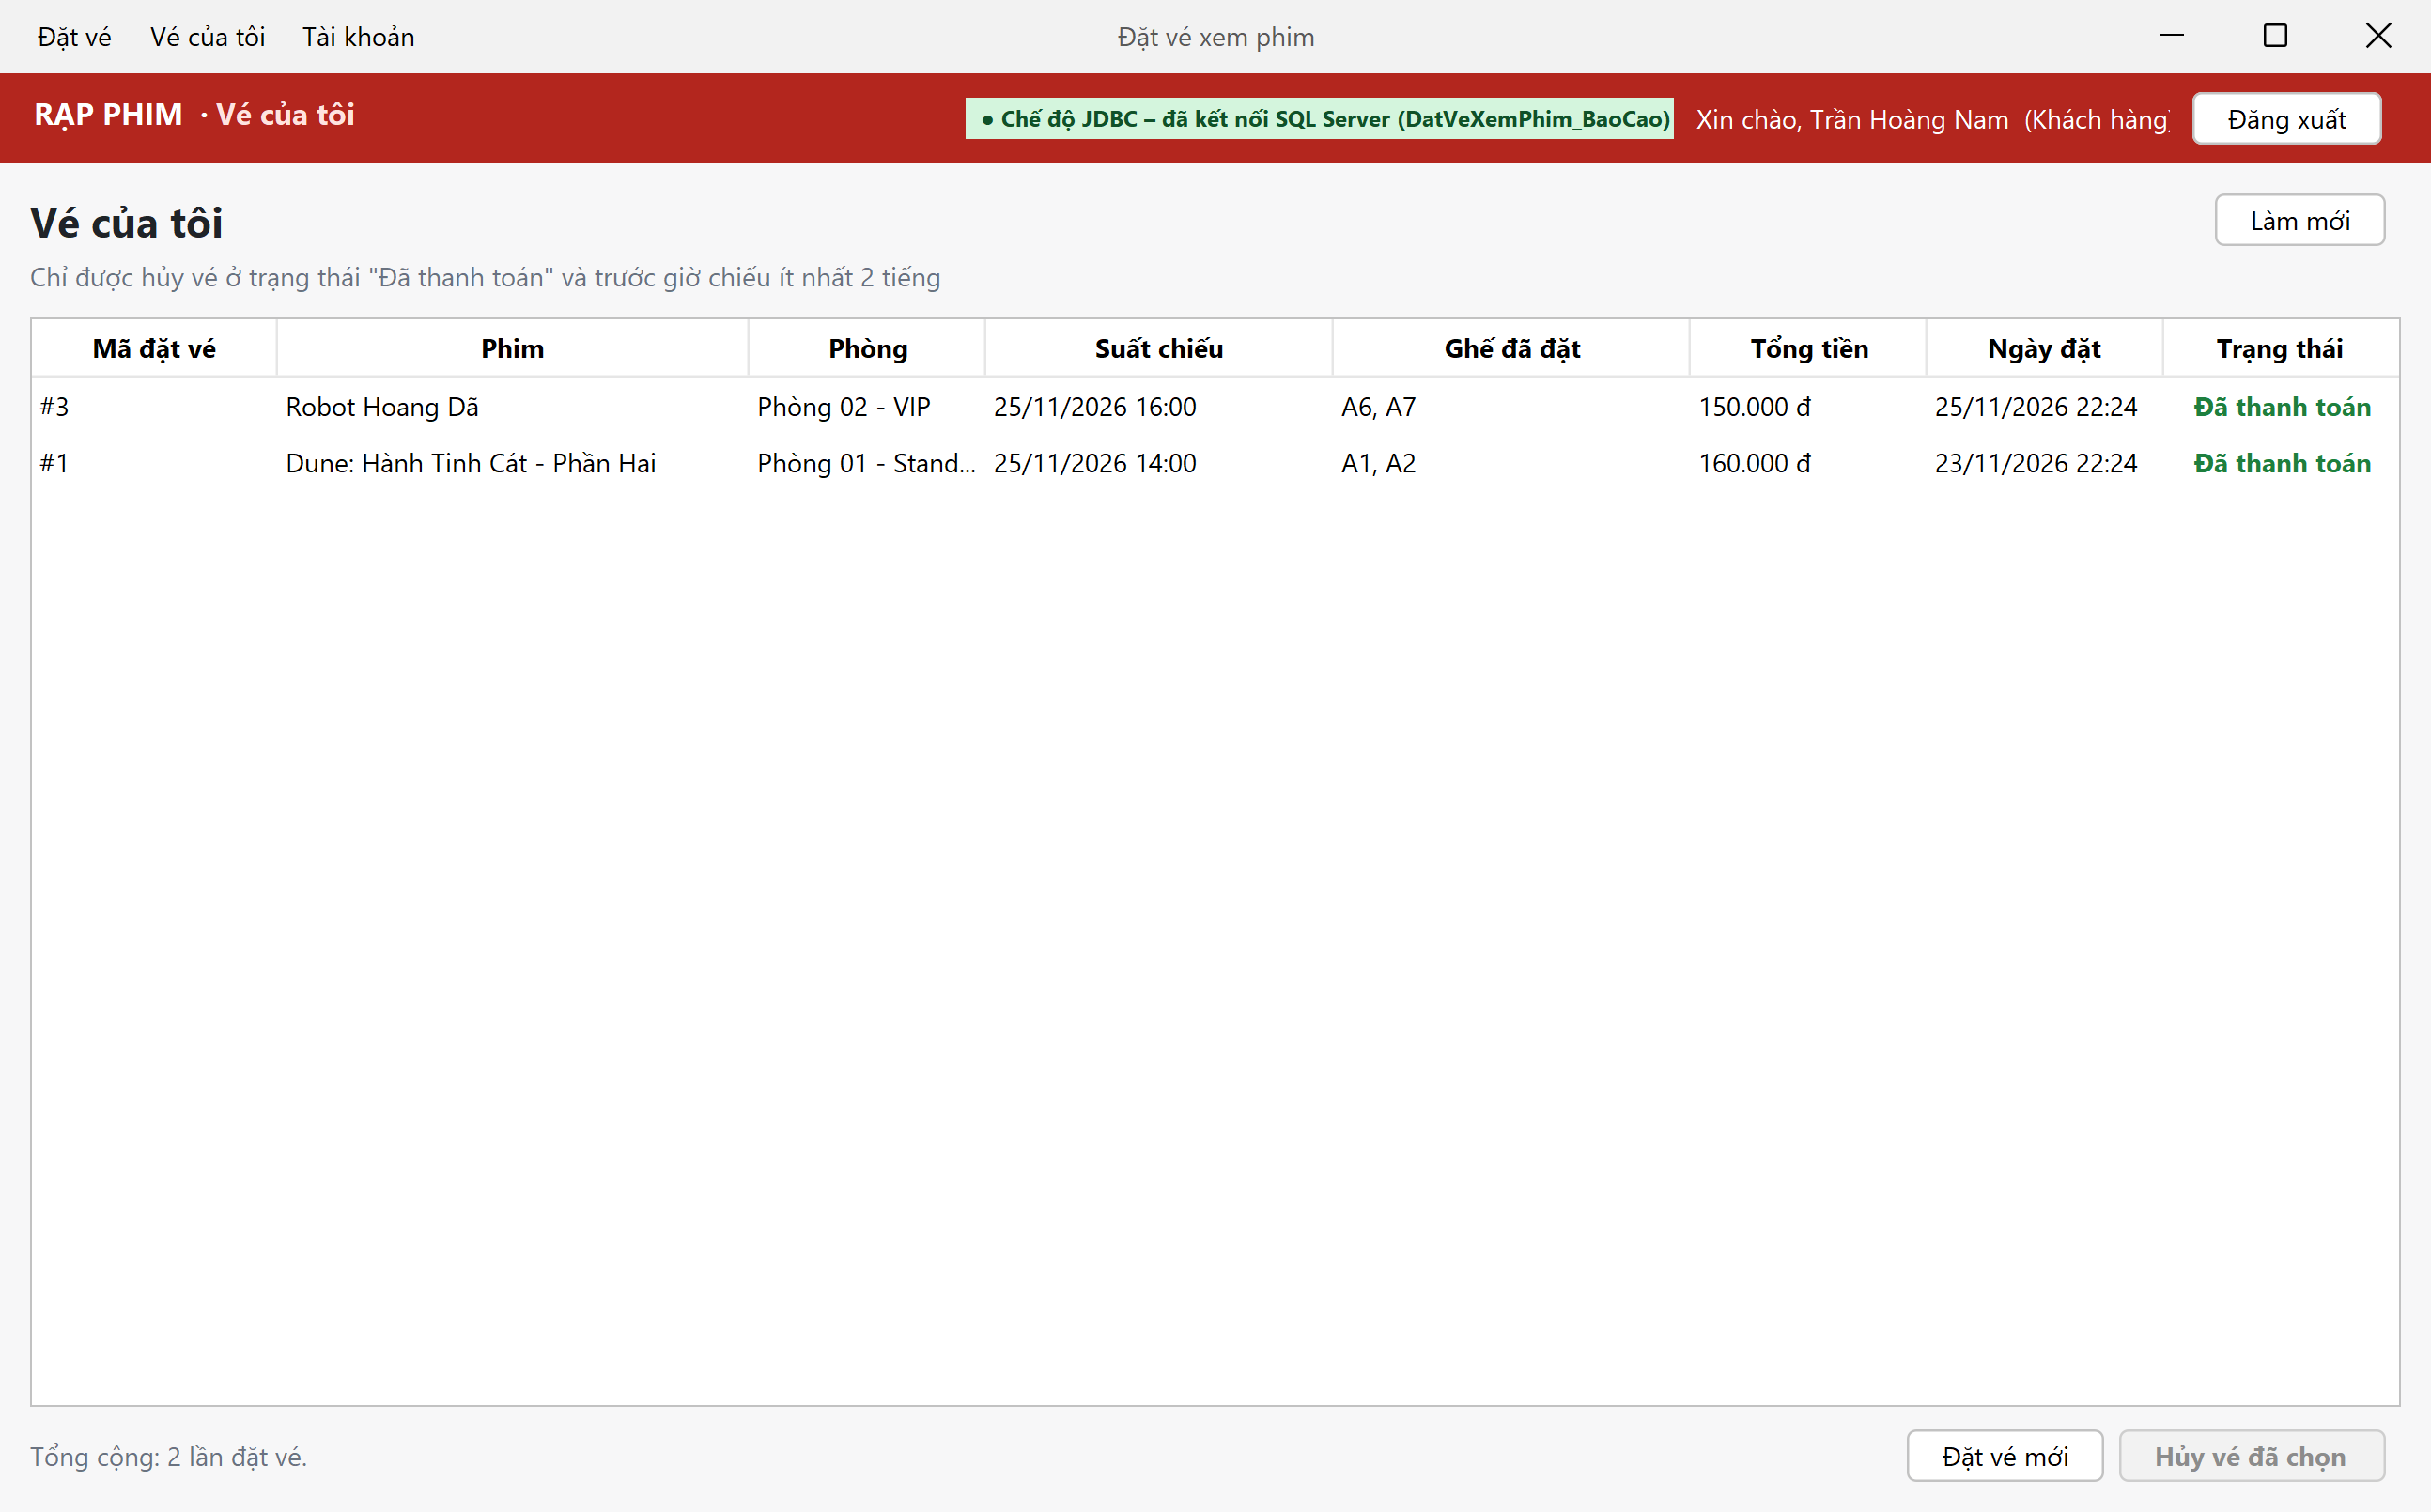 Đặt vé Vé của tôi Tài khoản Đặt vé xem phim
RẠP PHIM · Vé của tôi ● Chế độ JDBC – đã kết nối SQL Server (DatVeXemPhim_BaoCao) Xin chào, Trần Hoàng Nam (Khách hàng) Đăng xuất
Vé của tôi Làm mới
Chỉ được hủy vé ở trạng thái "Đã thanh toán" và trước giờ chiếu ít nhất 2 tiếng
Mã đặt vé Phim Phòng Suất chiếu Ghế đã đặt Tổng tiền Ngày đặt Trạng thái
#3 Robot Hoang Dã Phòng 02 - VIP 25/11/2026 16:00 A6, A7 150.000 đ 25/11/2026 22:24 Đã thanh toán
#1 Dune: Hành Tinh Cát - Phần Hai Phòng 01 - Stand... 25/11/2026 14:00 A1, A2 160.000 đ 23/11/2026 22:24 Đã thanh toán
Tổng cộng: 2 lần đặt vé. Đặt vé mới Hủy vé đã chọn